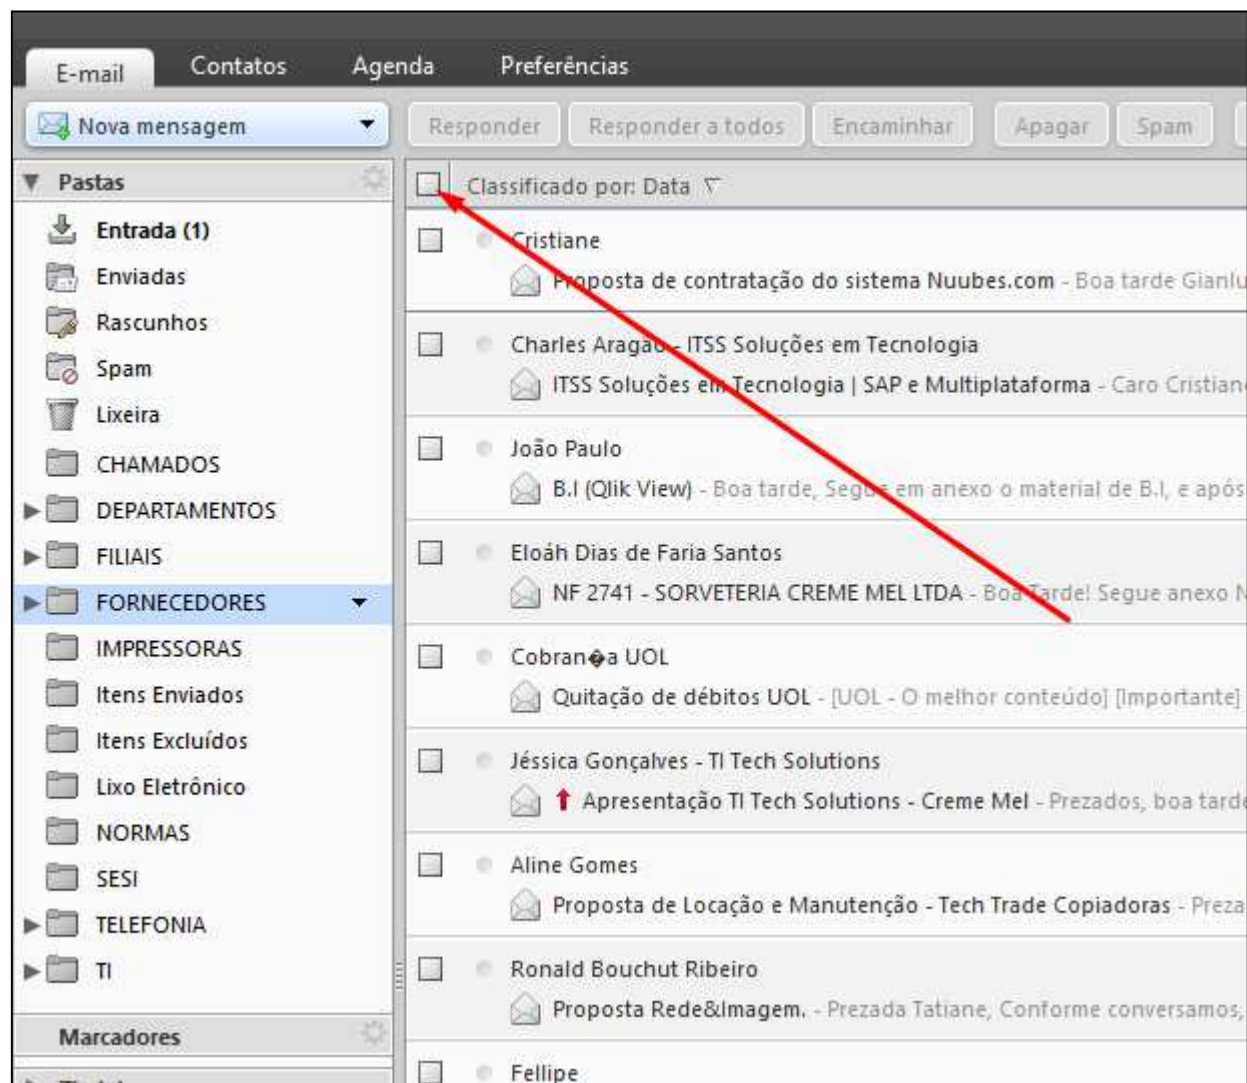 E-mail Contatos Agenda Preferências
Nova mensagem Responder Responder a todos Encaminhar Apagar Spam
Pastas
Classificado por: Data
Entrada (1)
Enviadas
Rascunhos
Spam
Lixeira
CHAMADOS
DEPARTAMENTOS
FILIAIS
FORNECEDORES
IMPRESSORAS
Itens Enviados
Itens Excluídos
Lixo Eletrônico
NORMAS
SESI
TELEFONIA
TI
Marcadores
Cristiane
Proposta de contratação do sistema Nuubes.com - Boa tarde Gianlu
Charles Aragão - ITSS Soluções em Tecnologia
ITSS Soluções em Tecnologia | SAP e Multiplataforma - Caro Cristian
João Paulo
B.I (Qlik View) - Boa tarde, Segue em anexo o material de B.I, e após
Eloáh Dias de Faria Santos
NF 2741 - SORVETERIA CREME MEL LTDA - Boa Tarde! Segue anexo N
Cobran�a UOL
Quitação de débitos UOL - [UOL - O melhor conteúdo] [Importante]
Jéssica Gonçalves - TI Tech Solutions
Apresentação TI Tech Solutions - Creme Mel - Prezados, boa tarde
Aline Gomes
Proposta de Locação e Manutenção - Tech Trade Copiadoras - Preza
Ronald Bouchut Ribeiro
Proposta Rede&Imagem. - Prezada Tatiane, Conforme conversamos,
Fellipe